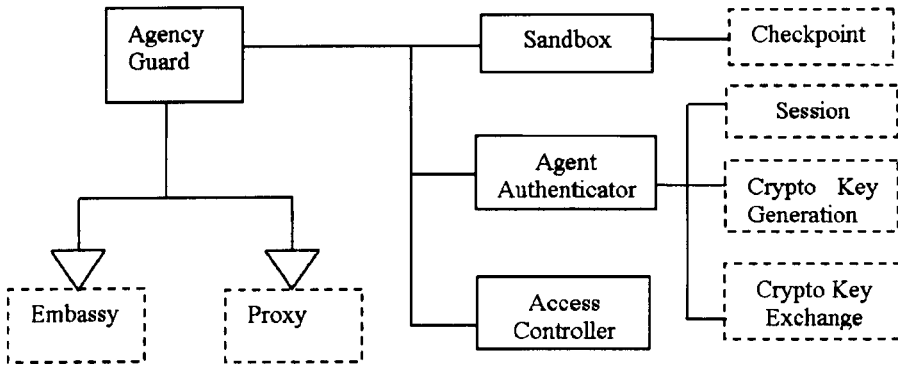 Agency
Guard
Sandbox
Checkpoint
Session
Agent
Authenticator
Crypto Key
Generation
Embassy
Proxy
Access
Controller
Crypto Key
Exchange